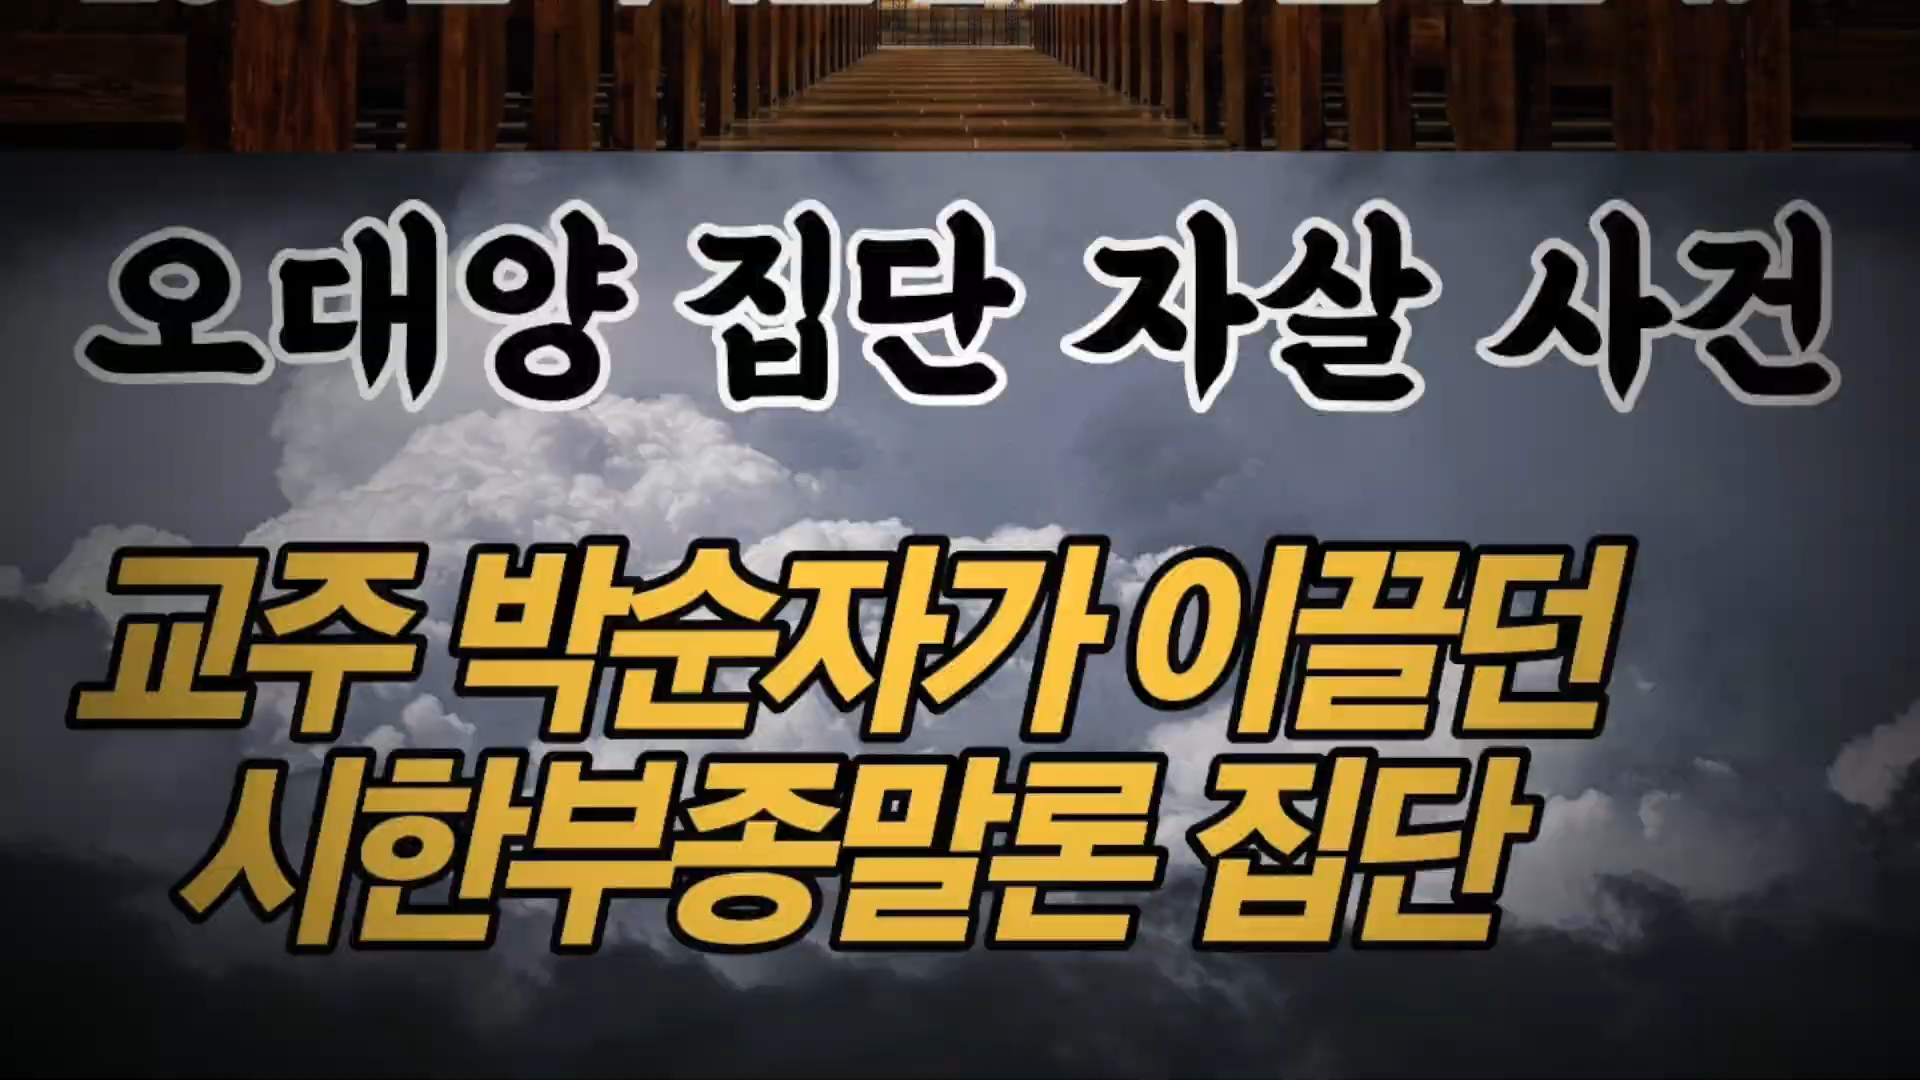 오대양 집단 자살 사건
교주 박순자가 이끌던
시한부종말론 집단